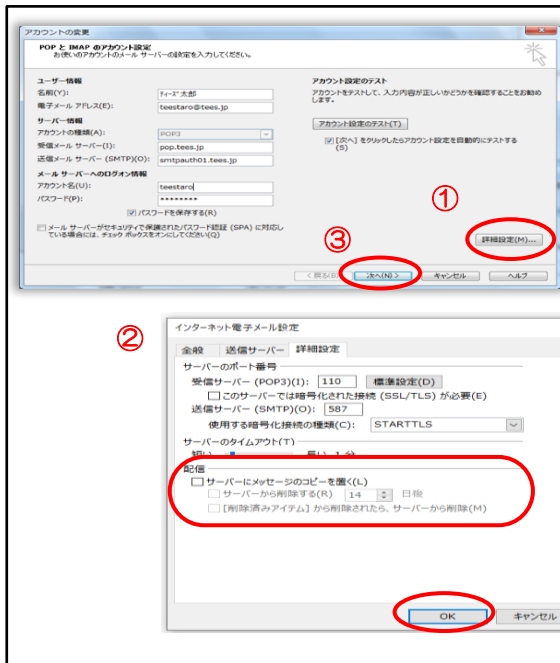 アカウントの変更
POP と IMAP のアカウント設定
お使いのアカウントのメール サーバーの設定を入力してください。
ユーザー情報
名前(Y):
ティーズ 太郎
電子メール アドレス(E):
teestaro@tees.jp
サーバー情報
アカウントの種類(A):
POP3
受信メール サーバー(I):
pop.tees.jp
送信メール サーバー (SMTP)(O):
smtpauth01.tees.jp
メール サーバーへのログオン情報
アカウント名(U):
teestaro
パスワード(P):
********
パスワードを保存する(R)
メール サーバーがセキュリティで保護されたパスワード認証 (SPA) に対応
している場合には、チェック ボックスをオンにしてください(Q)
アカウント設定のテスト
アカウントをテストして、入力内容が正しいかどうかを確認することをお勧め
します。
アカウント設定のテスト(T)
[次へ] をクリックしたらアカウント設定を自動的にテストする
(S)
①
詳細設定(M)...
③
< 戻る(B)
次へ(N) >
キャンセル
ヘルプ
②
インターネット電子メール設定
全般
送信サーバー
詳細設定
サーバーのポート番号
受信サーバー (POP3)(I):
110
標準設定(D)
このサーバーでは暗号化された接続 (SSL/TLS) が必要(E)
送信サーバー (SMTP)(O):
587
使用する暗号化接続の種類(C):
STARTTLS
サーバーのタイムアウト(T)
短い
長い 1 分
配信
サーバーにメッセージのコピーを置く(L)
サーバーから削除する(R)
14
日後
[削除済みアイテム] から削除されたら、サーバーから削除(M)
OK
キャンセル